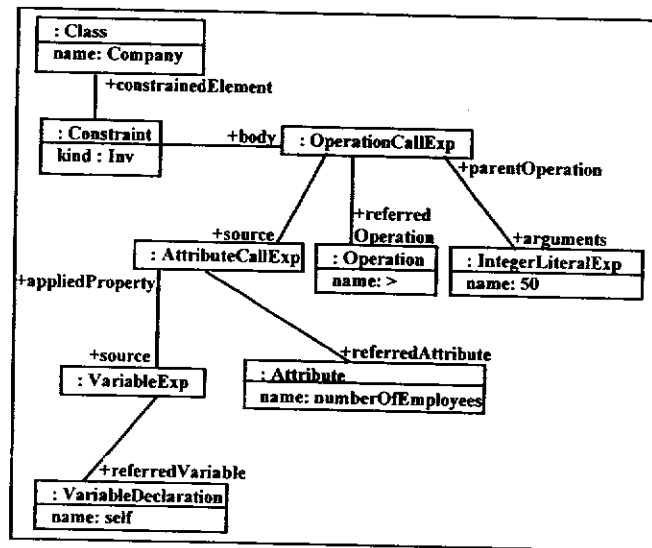 : Class
name: Company
+constrainedElement
: Constraint
kind : Inv
+body
: OperationCallExp
+parentOperation
+source
+referred
Operation
+arguments
: AttributeCallExp
: Operation
name: >
: IntegerLiteralExp
name: 50
+appliedProperty
+source
: VariableExp
+referredAttribute
: Attribute
name: numberOfEmployees
+referredVariable
: VariableDeclaration
name: self